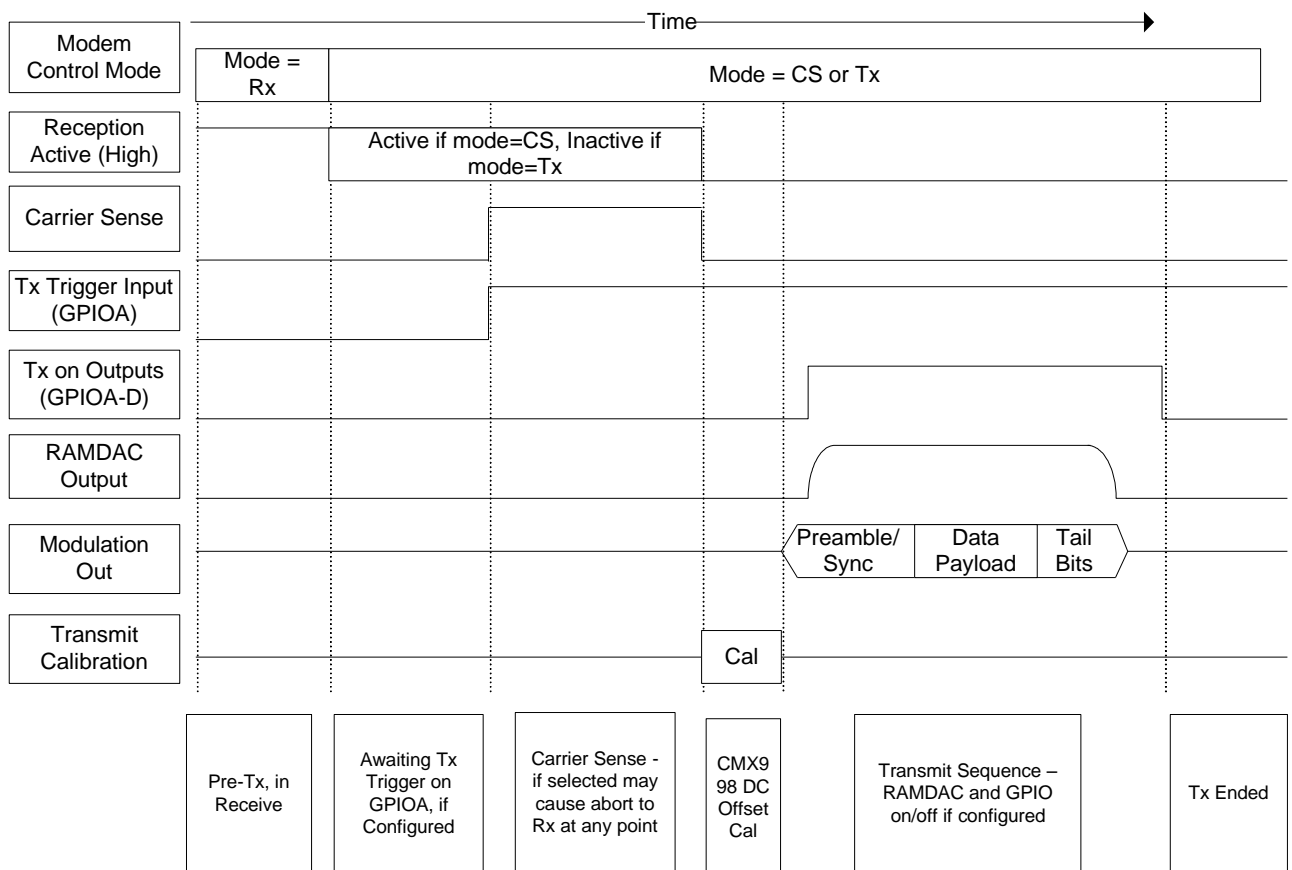 Time
Modem
Control Mode
Mode =
Rx
Mode = CS or Tx
Reception
Active (High)
Active if mode=CS, Inactive if
mode=Tx
Carrier Sense
Tx Trigger Input
(GPIOA)
Tx on Outputs
(GPIOA-D)
RAMDAC
Output
Modulation
Out
Preamble/
Sync
Data
Payload
Tail
Bits
Transmit
Calibration
Cal
Pre-Tx, in
Receive
Awaiting Tx
Trigger on
GPIOA, if
Configured
Carrier Sense -
if selected may
cause abort to
Rx at any point
CMX9
98 DC
Offset
Cal
Transmit Sequence –
RAMDAC and GPIO
on/off if configured
Tx Ended